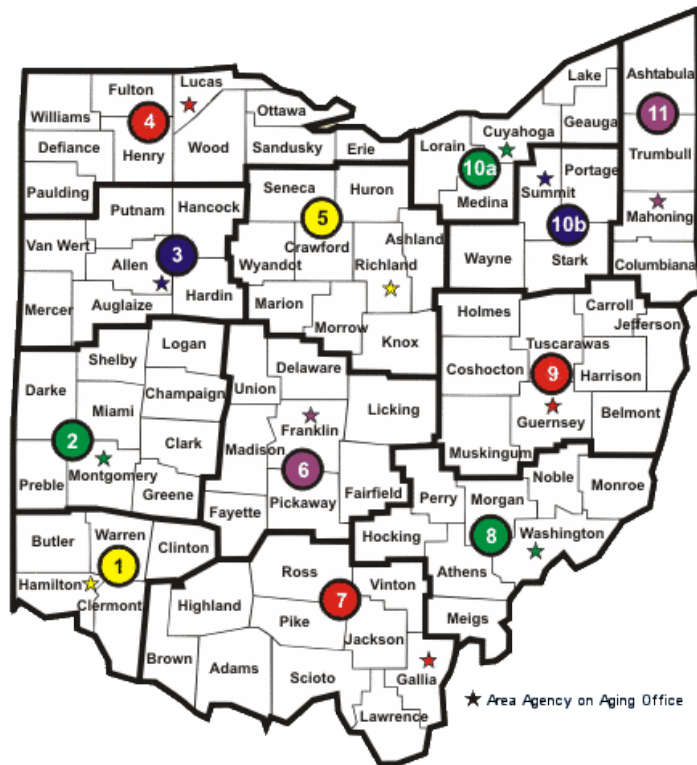 Lake
Ashtabula
Fulton
Lucas
Williams
Ottawa
Cuyahoga
Geauga
11
4
Lorain
Defiance
Henry
Wood
Sandusky
Erie
10a
Trumbull
Portage
Paulding
Seneca
Huron
Medina
Summit
Putnam
Hancock
5
Mahoning
10b
Van Wert
Crawford
Ashland
3
Wayne
Stark
Allen
Wyandot
Richland
Columbiana
Mercer
Auglaize
Hardin
Marion
Holmes
Carroll
Jefferson
Morrow
Logan
Knox
Tuscarawas
Shelby
Delaware
Coshocton
9
Harrison
Darke
Union
Champaign
Miami
Licking
Guernsey
Belmont
2
Clark
Franklin
Madison
Muskingum
Montgomery
6
Noble
Preble
Greene
Pickaway
Fairfield
Perry
Morgan
Monroe
Fayette
Hocking
8
Washington
Butler
Warren
Clinton
1
Ross
Vinton
Athens
Hamilton
Clermont
Highland
7
Pike
Meigs
Jackson
Brown
Adams
Scioto
Gallia
Lawrence
Area Agency on Aging Office